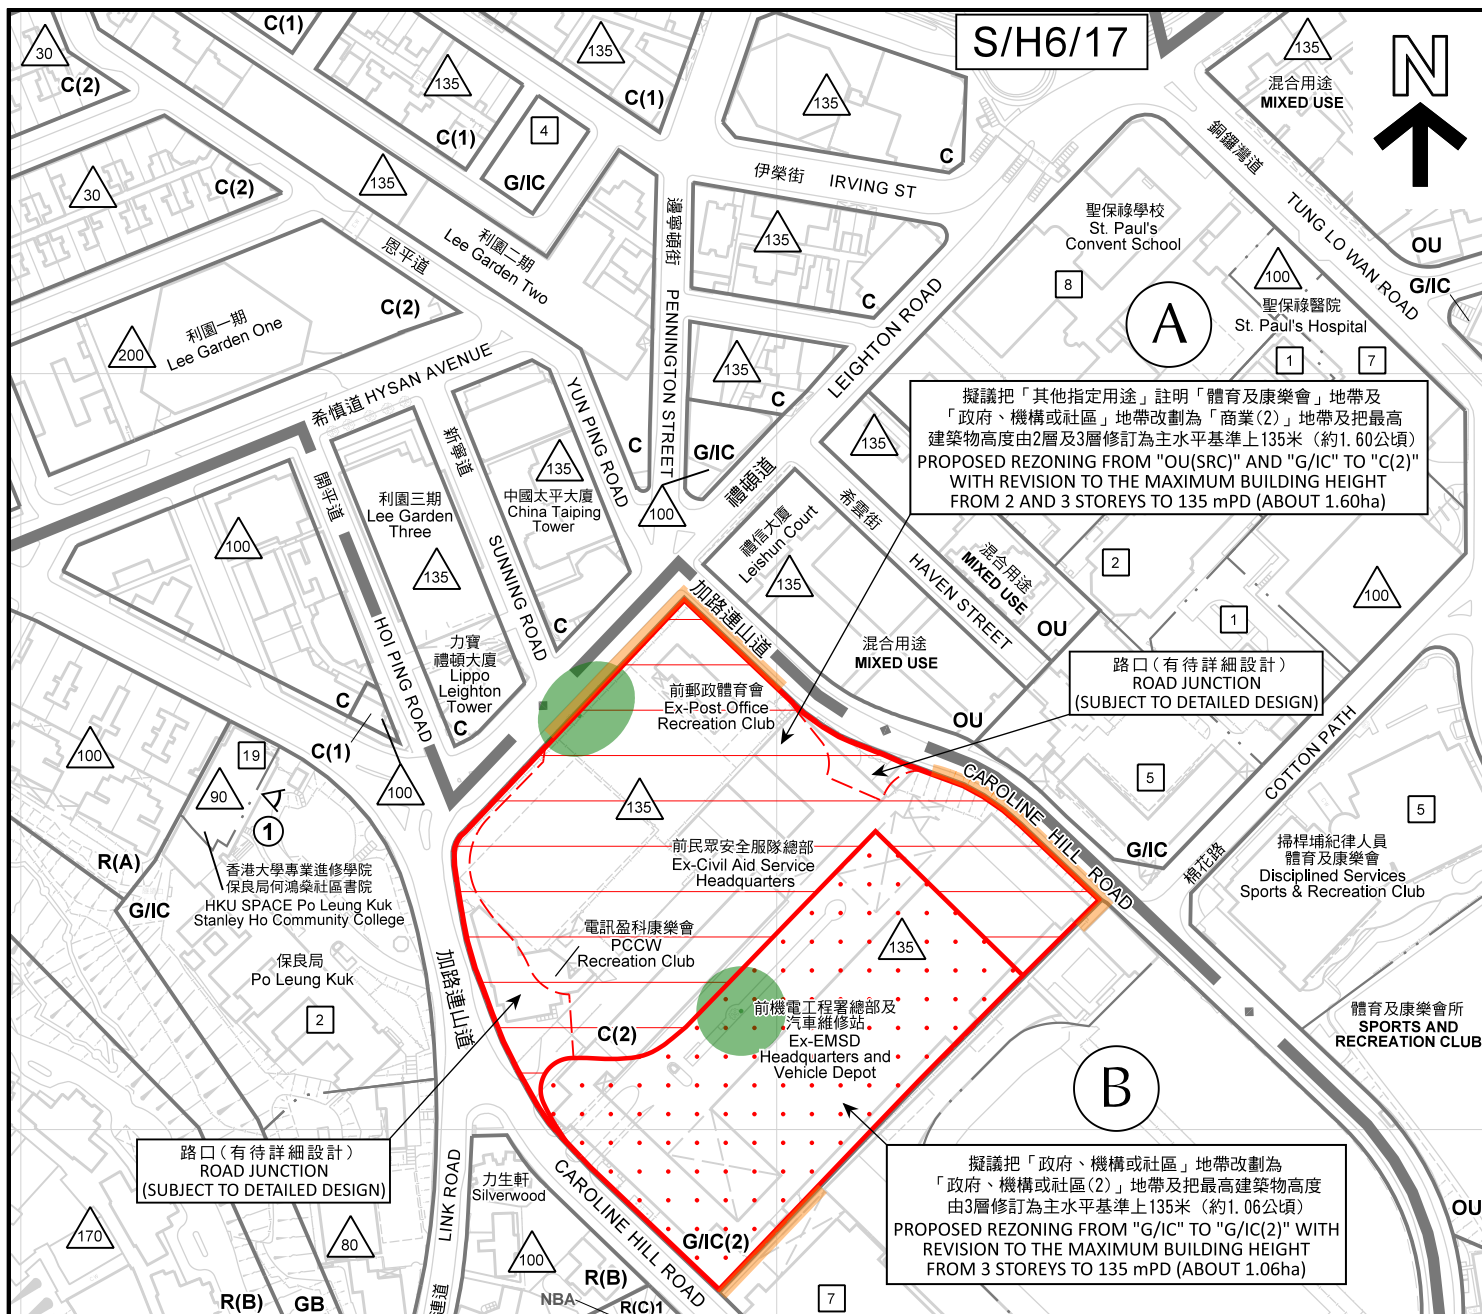 S/H6/17
N
30
C(2)
C(1)
135
C(1)
135
C(1)
4
G/IC
135
C
135
混合用途
MIXED USE
銅鑼灣道
TUNG LO WAN ROAD
30
C(2)
135
伊榮街 IRVING ST
聖保祿學校
St. Paul's
Convent School
8
A
OU
G/IC
100
聖保祿醫院
St. Paul's Hospital
1
7
恩平道
利園二期
Lee Garden Two
邊寧頓街 PENNINGTON STREET
135
C
LEIGHTON ROAD
禮頓道
利園一期
Lee Garden One
200
C(2)
希慎道 HYSAN AVENUE
YUN PING ROAD
C
135
C
G/IC
100
135
擬議把「其他指定用途」註明「體育及康樂會」地帶及
「政府、機構或社區」地帶改劃為「商業(2)」地帶及把最高
建築物高度由2層及3層修訂為主水平基準上135米 (約1.60公頃)
PROPOSED REZONING FROM "OU(SRC)" AND "G/IC" TO "C(2)"
WITH REVISION TO THE MAXIMUM BUILDING HEIGHT
FROM 2 AND 3 STOREYS TO 135 mPD (ABOUT 1.60ha)
開平道
HOI PING ROAD
新寧道
SUNNING ROAD
利園三期
Lee Garden
Three
135
135
中國太平大廈
China Taiping
Tower
C
100
禮信大廈
Leishun Court
135
希雲街
HAVEN STREET
混合用途
MIXED USE
OU
2
100
1
混合用途
MIXED USE
加路連山道
力寶
禮頓大廈
Lippo
Leighton
Tower
C
路口(有待詳細設計)
ROAD JUNCTION
(SUBJECT TO DETAILED DESIGN)
前郵政體育會
Ex-Post Office
Recreation Club
OU
C
C(1)
100
100
19
90
1
R(A)
G/IC
香港大學專業進修學院
保良局何鴻燊社區書院
HKU SPACE Po Leung Kuk
Stanley Ho Community College
保良局
Po Leung Kuk
2
加路連山道
135
前民眾安全服隊總部
Ex-Civil Aid Service
Headquarters
CAROLINE HILL ROAD
5
G/IC
COTTON PATH
棉花路
5
掃桿埔紀律人員
體育及康樂會
Disciplined Services
Sports & Recreation Club
電訊盈科康樂會
PCCW
Recreation Club
135
C(2)
前機電工程署總部及
汽車維修站
Ex-EMSD
Headquarters and
Vehicle Depot
體育及康樂會所
SPORTS AND
RECREATION CLUB
B
路口(有待詳細設計)
ROAD JUNCTION
(SUBJECT TO DETAILED DESIGN)
擬議把「政府、機構或社區」地帶改劃為
「政府、機構或社區(2)」地帶及把最高建築物高度
由3層修訂為主水平基準上135米 (約1.06公頃)
PROPOSED REZONING FROM "G/IC" TO "G/IC(2)" WITH
REVISION TO THE MAXIMUM BUILDING HEIGHT
FROM 3 STOREYS TO 135 mPD (ABOUT 1.06ha)
OU
LINK ROAD
連道
力生軒
Silverwood
CAROLINE HILL ROAD
G/IC(2)
170
80
100
R(B)
R(B)
GB
NBA
R(C)1
7